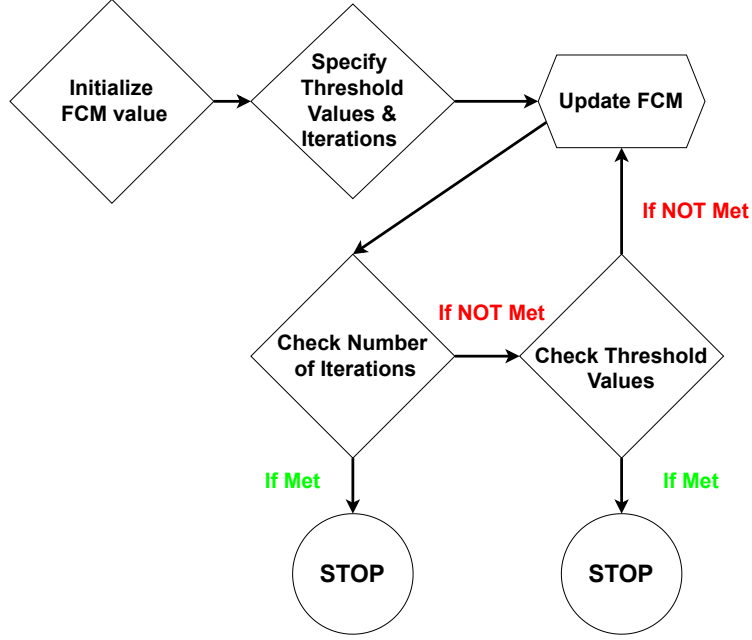 Initialize
FCM value
Specify
Threshold
Values &
Iterations
Update FCM
If NOT Met
If NOT Met
Check Number
of Iterations
Check Threshold
Values
If Met
If Met
STOP
STOP